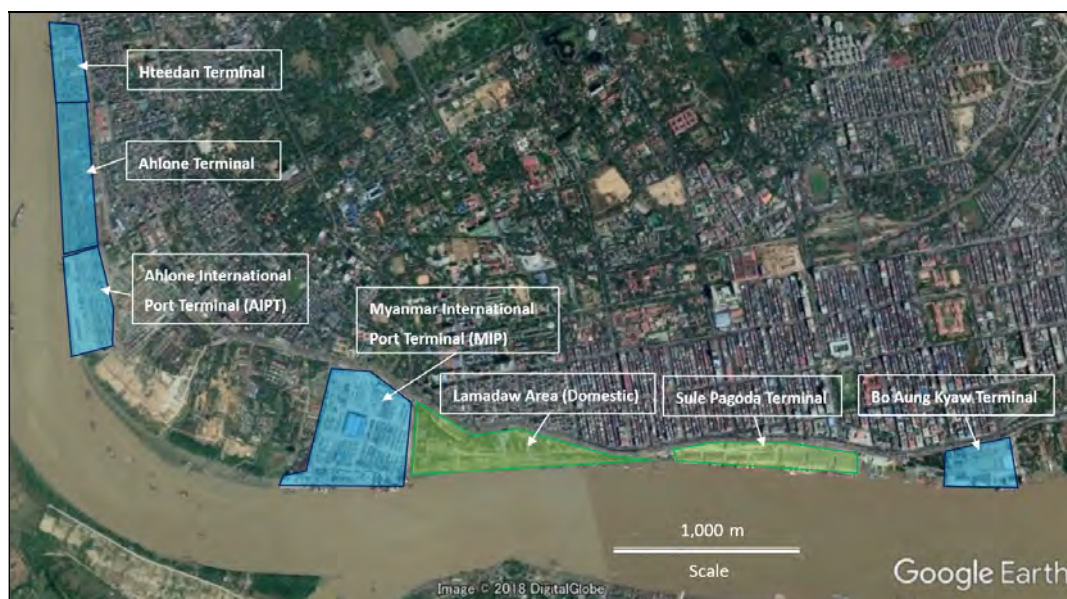 Hteedan Terminal
Ahlone Terminal
Ahlone International
Port Terminal (AIPT)
Myanmar International
Port Terminal (MIP)
Lamadaw Area (Domestic)
Sule Pagoda Terminal
Bo Aung Kyaw Terminal
1,000 m
Scale
Google Earth
Image © 2018 DigitalGlobe